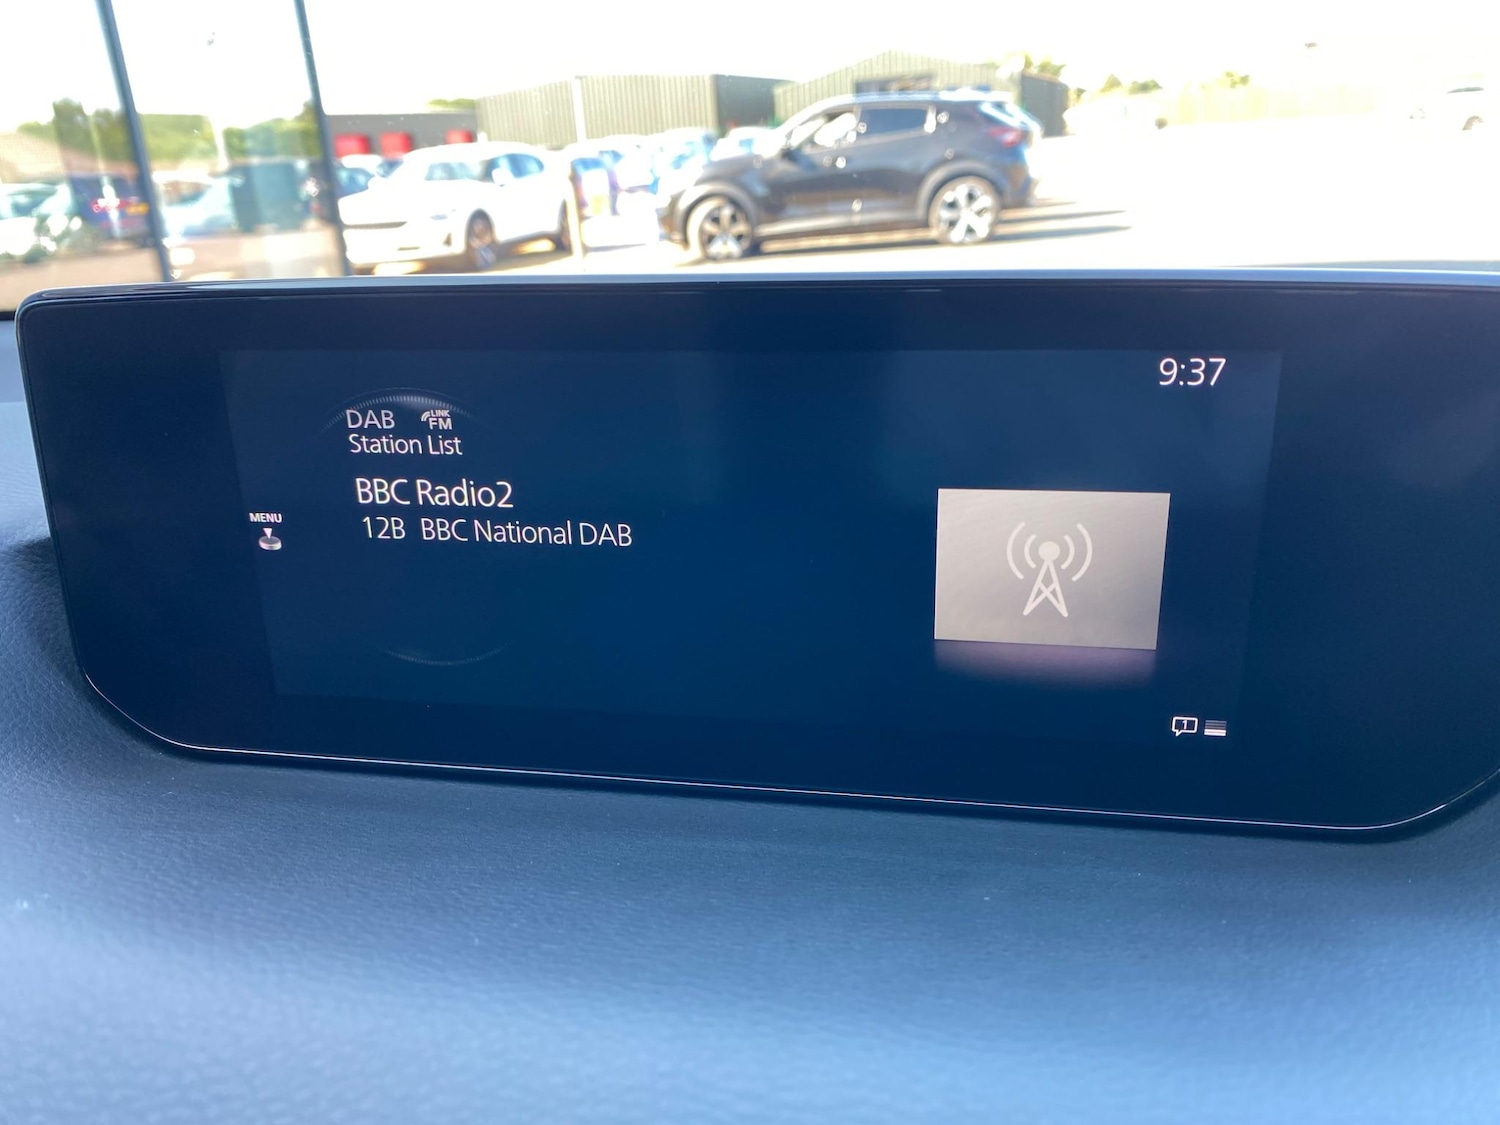 9:37
DAB LINK FM
Station List
BBC Radio2
MENU
12B BBC National DAB
1